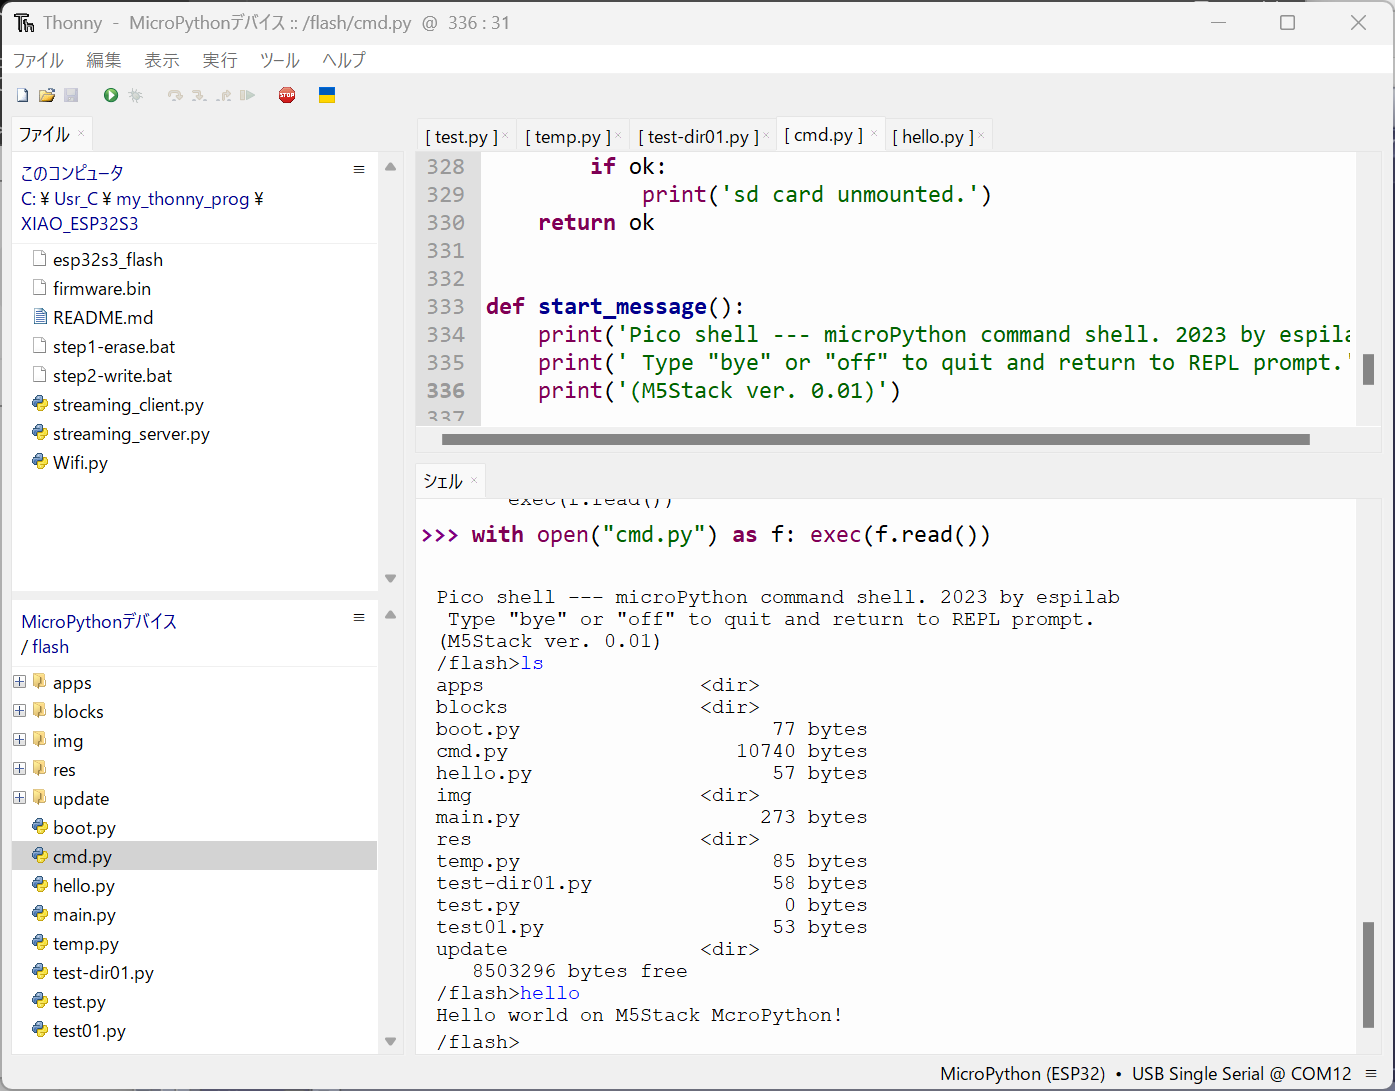 Thonny - MicroPythonデバイス :: /flash/cmd.py @ 336 : 31
ファイル 編集 表示 実行 ツール ヘルプ
STOP
ファイル ×
このコンピュータ ≡
C: ¥ Usr_C ¥ my_thonny_prog ¥
XIAO_ESP32S3
esp32s3_flash
firmware.bin
README.md
step1-erase.bat
step2-write.bat
streaming_client.py
streaming_server.py
Wifi.py
MicroPythonデバイス ≡
/ flash
apps
blocks
img
res
update
boot.py
cmd.py
hello.py
main.py
temp.py
test-dir01.py
test.py
test01.py
[ test.py ] × [ temp.py ] × [ test-dir01.py ] × [ cmd.py ] × [ hello.py ] ×
328 if ok:
329 print('sd card unmounted.')
330 return ok
331
332
333 def start_message():
334 print('Pico shell --- microPython command shell. 2023 by espila
335 print(' Type "bye" or "off" to quit and return to REPL prompt.'
336 print('(M5Stack ver. 0.01)')
337
シェル ×
exec(f.read())
>>> with open("cmd.py") as f: exec(f.read())
Pico shell --- microPython command shell. 2023 by espilab
Type "bye" or "off" to quit and return to REPL prompt.
(M5Stack ver. 0.01)
/flash>ls
apps <dir>
blocks <dir>
boot.py 77 bytes
cmd.py 10740 bytes
hello.py 57 bytes
img <dir>
main.py 273 bytes
res <dir>
temp.py 85 bytes
test-dir01.py 58 bytes
test.py 0 bytes
test01.py 53 bytes
update <dir>
8503296 bytes free
/flash>hello
Hello world on M5Stack McroPython!
/flash>
MicroPython (ESP32) • USB Single Serial @ COM12 ≡